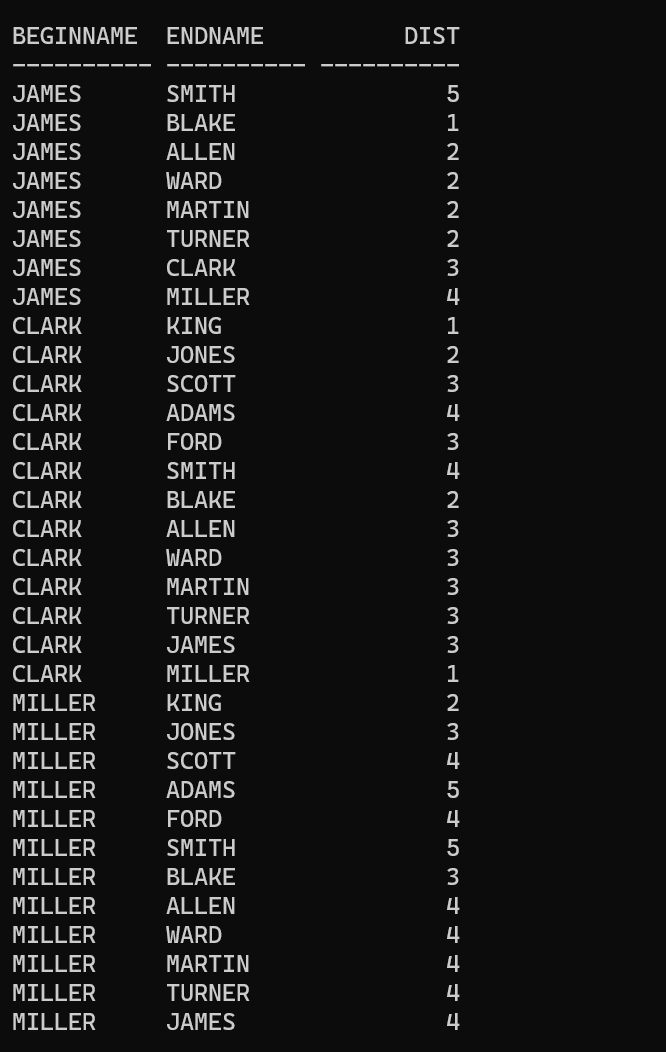 BEGINNAME  ENDNAME          DIST
---------- ---------- ----------
JAMES      SMITH               5
JAMES      BLAKE               1
JAMES      ALLEN               2
JAMES      WARD                2
JAMES      MARTIN              2
JAMES      TURNER              2
JAMES      CLARK               3
JAMES      MILLER              4
CLARK      KING                1
CLARK      JONES               2
CLARK      SCOTT               3
CLARK      ADAMS               4
CLARK      FORD                3
CLARK      SMITH               4
CLARK      BLAKE               2
CLARK      ALLEN               3
CLARK      WARD                3
CLARK      MARTIN              3
CLARK      TURNER              3
CLARK      JAMES               3
CLARK      MILLER              1
MILLER     KING                2
MILLER     JONES               3
MILLER     SCOTT               4
MILLER     ADAMS               5
MILLER     FORD                4
MILLER     SMITH               5
MILLER     BLAKE               3
MILLER     ALLEN               4
MILLER     WARD                4
MILLER     MARTIN              4
MILLER     TURNER              4
MILLER     JAMES               4